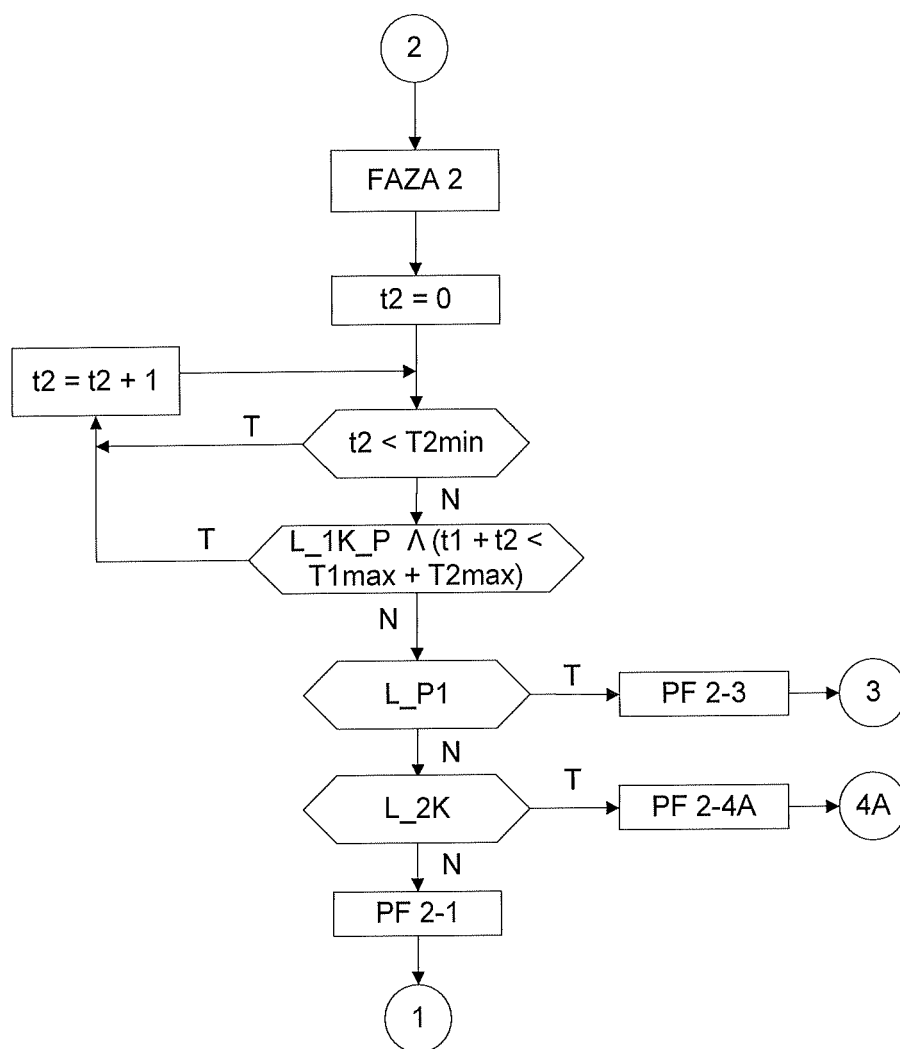 2
FAZA 2
t2 = 0
t2 = t2 + 1
T
t2 < T2min
N
T
L_1K_P Λ (t1 + t2 <
T1max + T2max)
N
L_P1
T
PF 2-3
3
N
L_2K
T
PF 2-4A
4A
N
PF 2-1
1